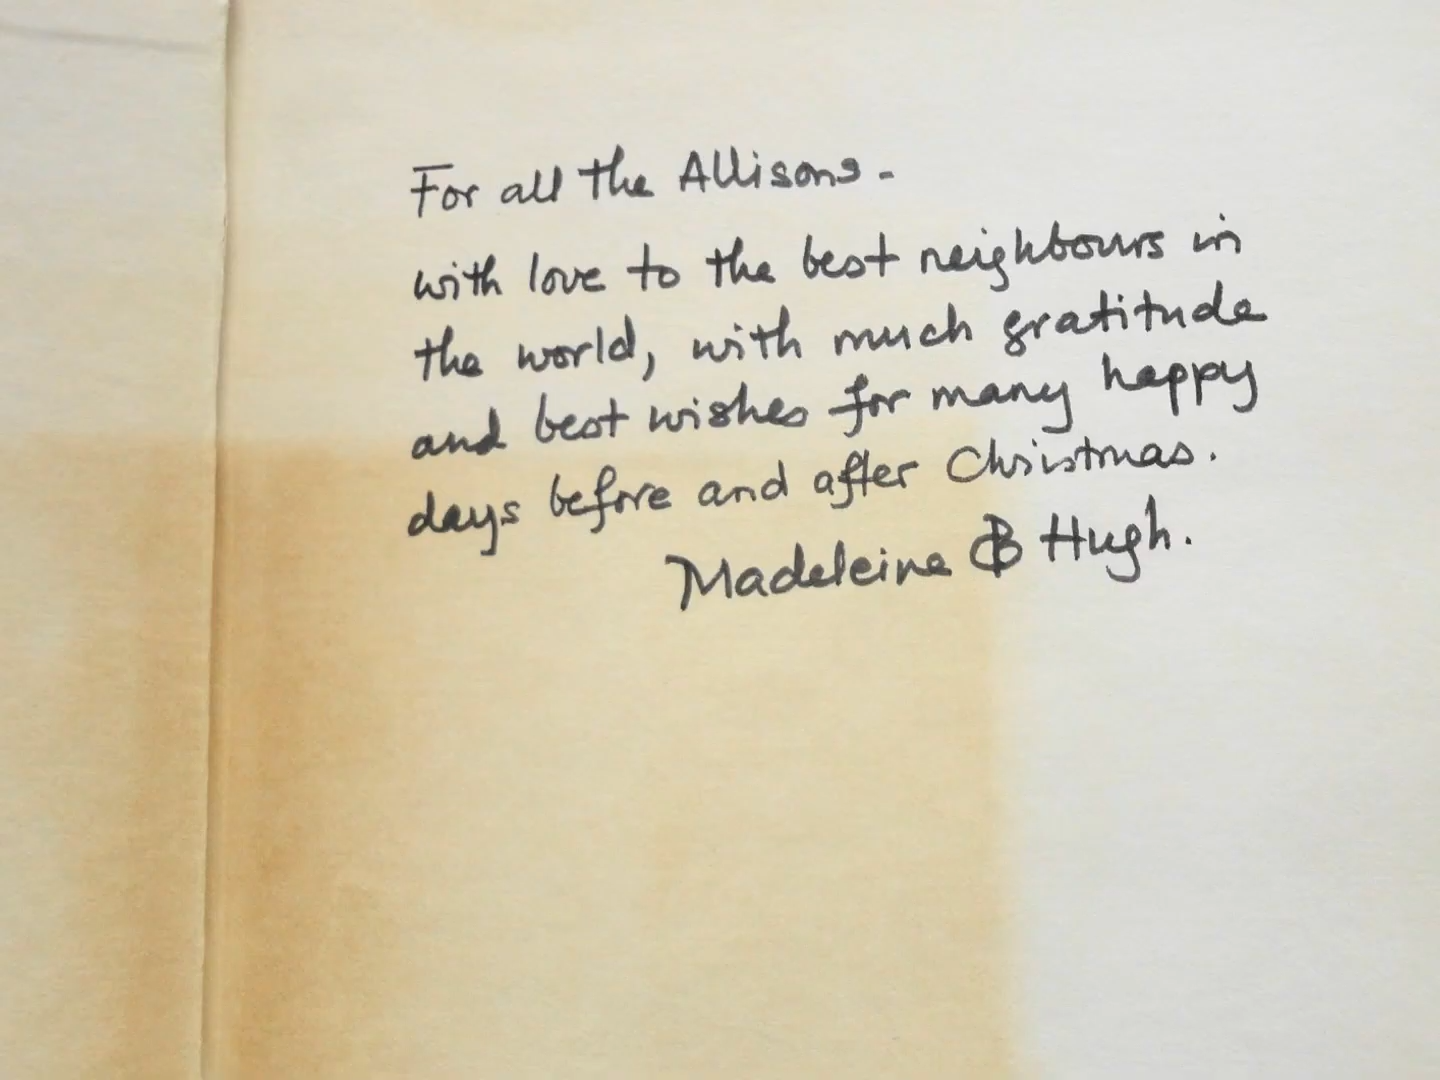 For all the Allisons -
with love to the best neighbours in
the world, with much gratitude
and best wishes for many happy
days before and after Christmas.
Madeleine & Hugh.